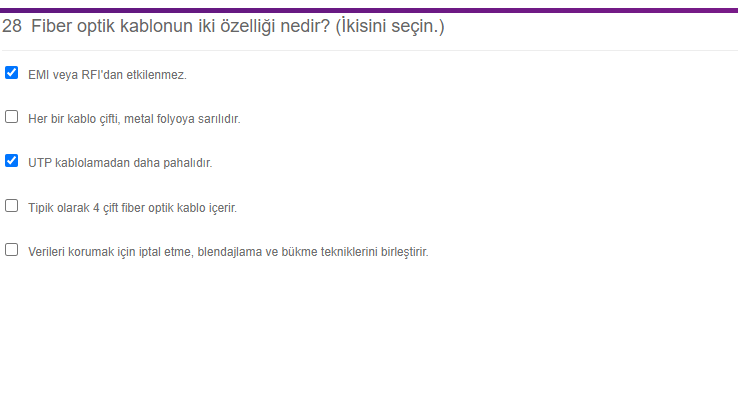 28 Fiber optik kablonun iki özelliği nedir? (İkisini seçin.)
EMI veya RFI'dan etkilenmez.
Her bir kablo çifti, metal folyoya sarılıdır.
UTP kablolamadan daha pahalıdır.
Tipik olarak 4 çift fiber optik kablo içerir.
Verileri korumak için iptal etme, blendajlama ve bükme tekniklerini birleştirir.